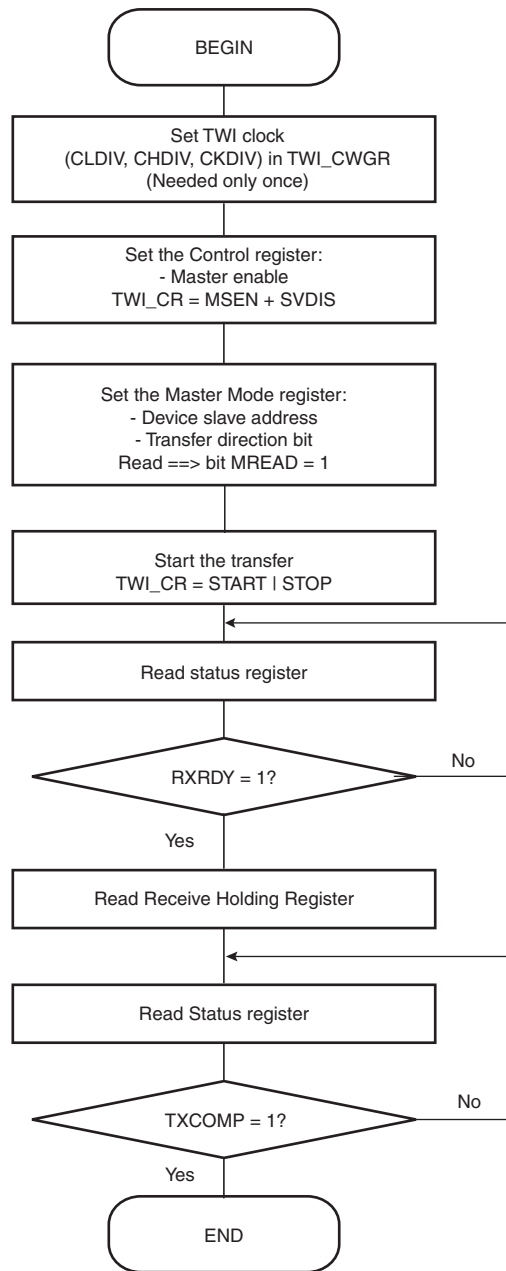 BEGIN
Set TWI clock
(CLDIV, CHDIV, CKDIV) in TWI_CWGR
(Needed only once)
Set the Control register:
- Master enable
TWI_CR = MSEN + SVDIS
Set the Master Mode register:
- Device slave address
- Transfer direction bit
Read ==> bit MREAD = 1
Start the transfer
TWI_CR = START | STOP
Read status register
RXRDY = 1?
No
Yes
Read Receive Holding Register
Read Status register
TXCOMP = 1?
No
Yes
END